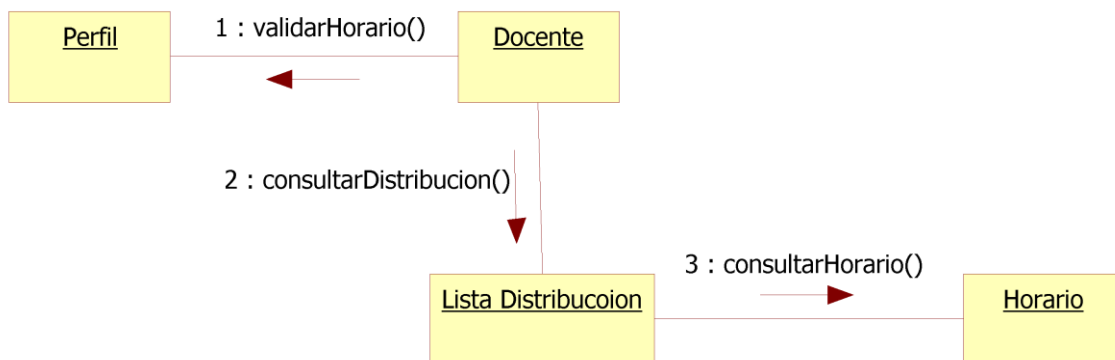 Perfil
1 : validarHorario()
Docente
2 : consultarDistribucion()
3 : consultarHorario()
Lista Distribucoion
Horario